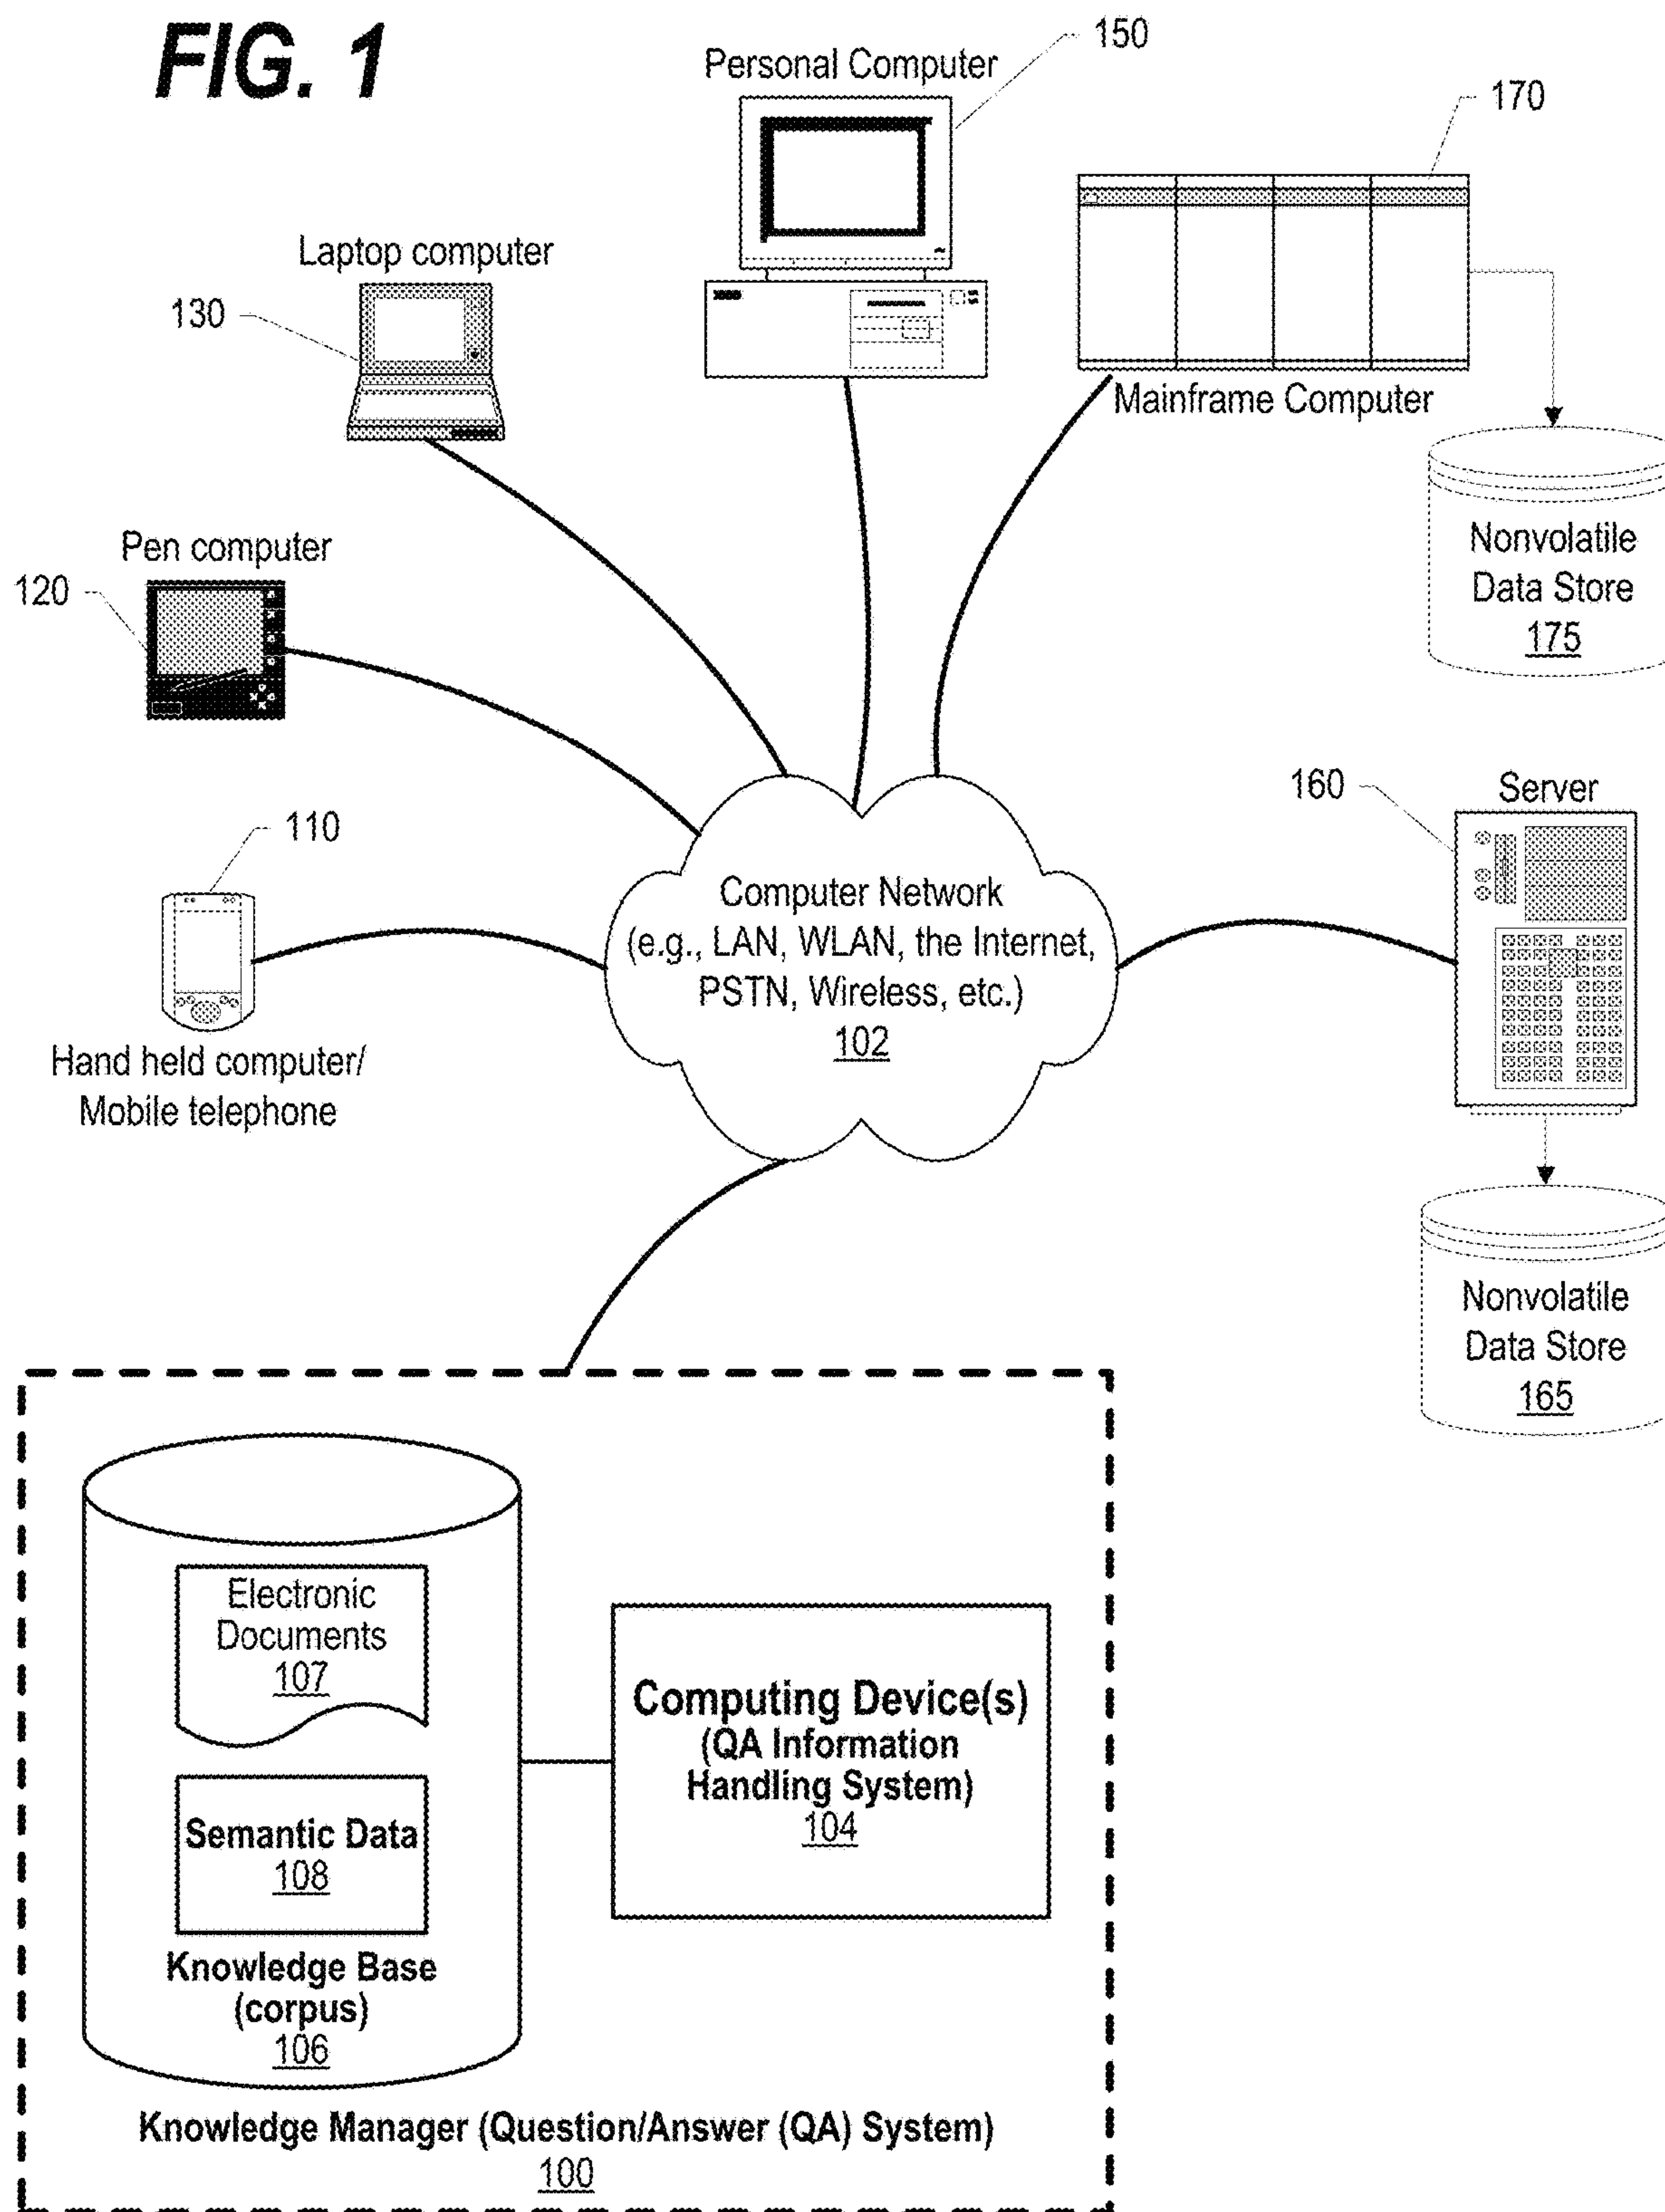 FIG. 1
Personal Computer
150
170
Laptop computer
130
Mainframe Computer
Nonvolatile
Data Store
175
Pen computer
120
110
Hand held computer/
Mobile telephone
Computer Network
(e.g., LAN, WLAN, the Internet,
PSTN, Wireless, etc.)
102
160
Server
Nonvolatile
Data Store
165
Electronic
Documents
107
Semantic Data
108
Knowledge Base
(corpus)
106
Computing Device(s)
(QA Information
Handling System)
104
Knowledge Manager (Question/Answer (QA) System)
100